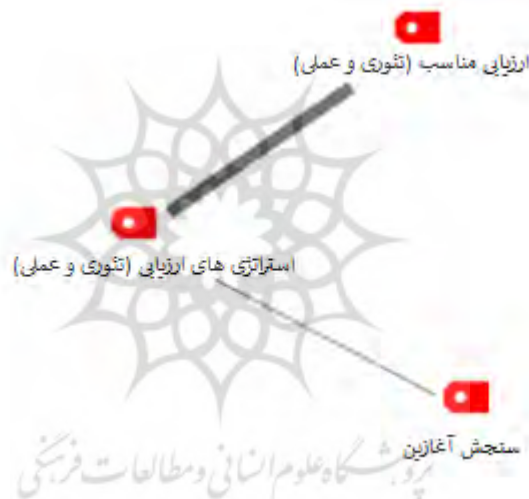 ارزیابی مناسب (تئوری و عملی)
استراتژی های ارزیابی (تئوری و عملی)
سنجش آغازین
پژوهشگاه علوم انسانی و مطالعات فرهنگی